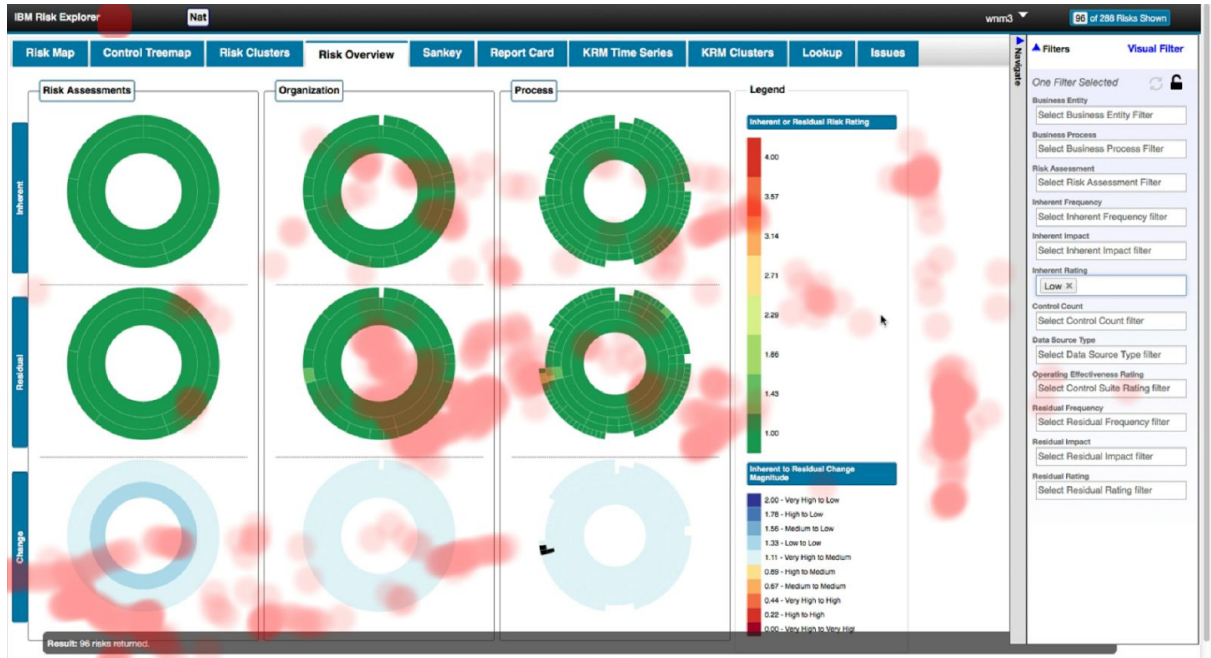 IBM Risk Explorer
Nat
wnm3
96 of 288 Risks Shown
Risk Map
Control Treemap
Risk Clusters
Risk Overview
Sankey
Report Card
KRM Time Series
KRM Clusters
Lookup
Issues
Risk Assessments
Organization
Process
Legend
Inherent
Residual
Change
Inherent or Residual Risk Rating
4.00
3.57
3.14
2.71
2.29
1.86
1.43
1.00
Inherent to Residual Change
Magnitude
2.00 - Very High to Low
1.78 - High to Low
1.56 - Medium to Low
1.33 - Low to Low
1.11 - Very High to Medium
0.89 - High to Medium
0.67 - Medium to Medium
0.44 - Very High to High
0.22 - High to High
0.00 - Very High to Very Hig
Result: 96 risks returned.
Navigate
Filters
Visual Filter
One Filter Selected
Business Entity
Select Business Entity Filter
Business Process
Select Business Process Filter
Risk Assessment
Select Risk Assessment Filter
Inherent Frequency
Select Inherent Frequency filter
Inherent Impact
Select Inherent Impact filter
Inherent Rating
Low ×
Control Count
Select Control Count filter
Data Source Type
Select Data Source Type filter
Operating Effectiveness Rating
Select Control Suite Rating filter
Residual Frequency
Select Residual Frequency filter
Residual Impact
Select Residual Impact filter
Residual Rating
Select Residual Rating filter